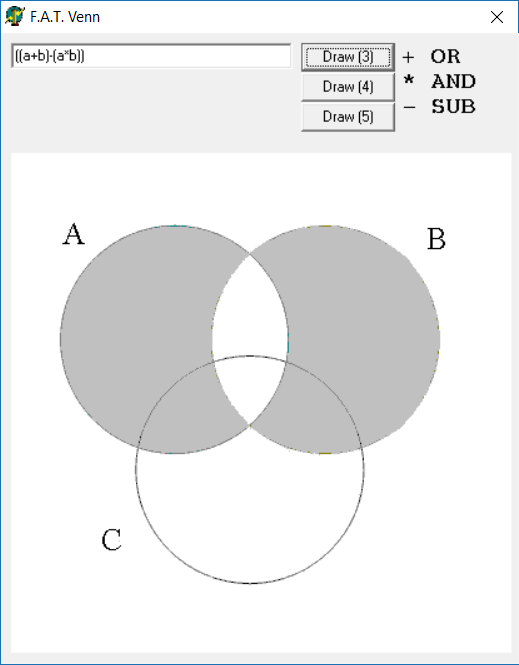 F.A.T. Venn
((a+b)-(a*b))
Draw (3)
+ OR
Draw (4)
* AND
Draw (5)
- SUB
A
B
C